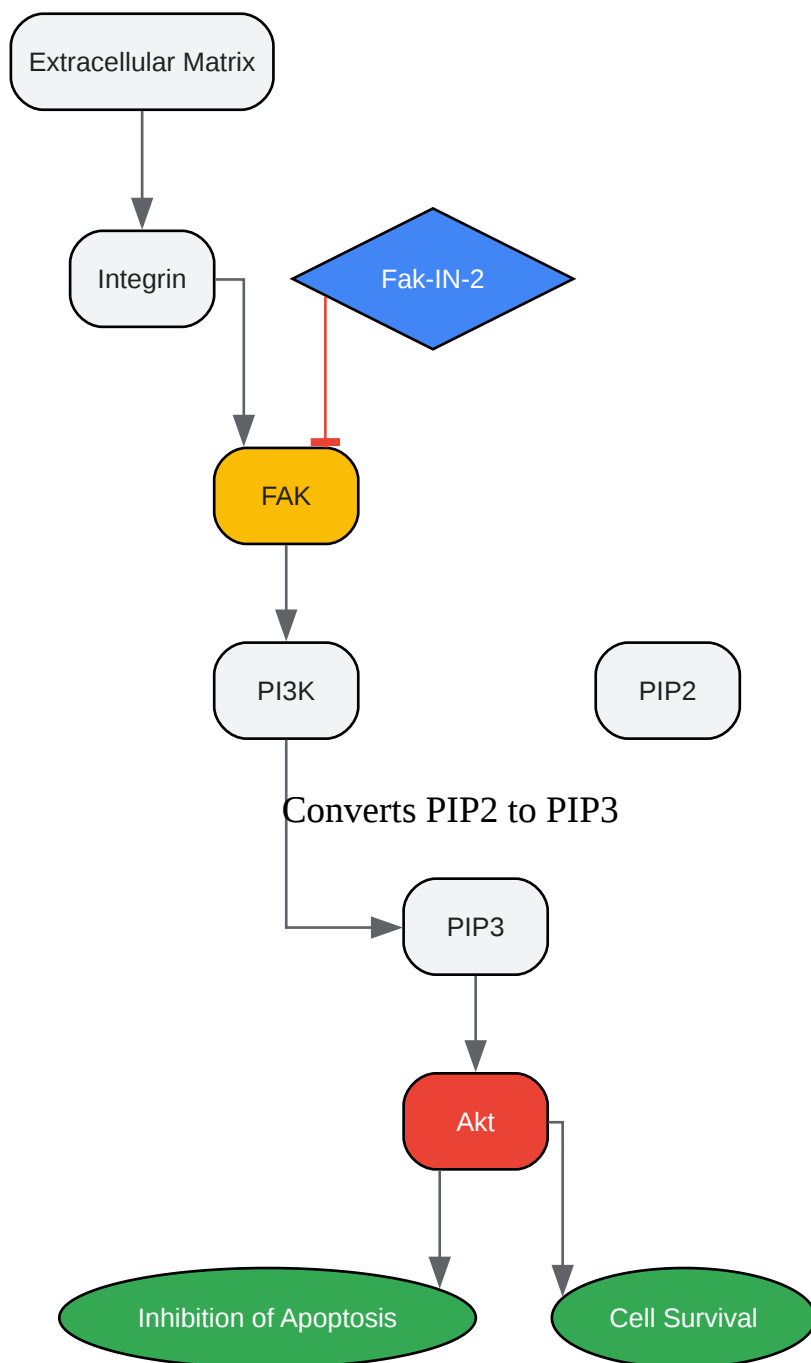 Extracellular Matrix
Integrin
Fak-IN-2
FAK
PI3K
PIP2
Converts PIP2 to PIP3
PIP3
Akt
Inhibition of Apoptosis
Cell Survival